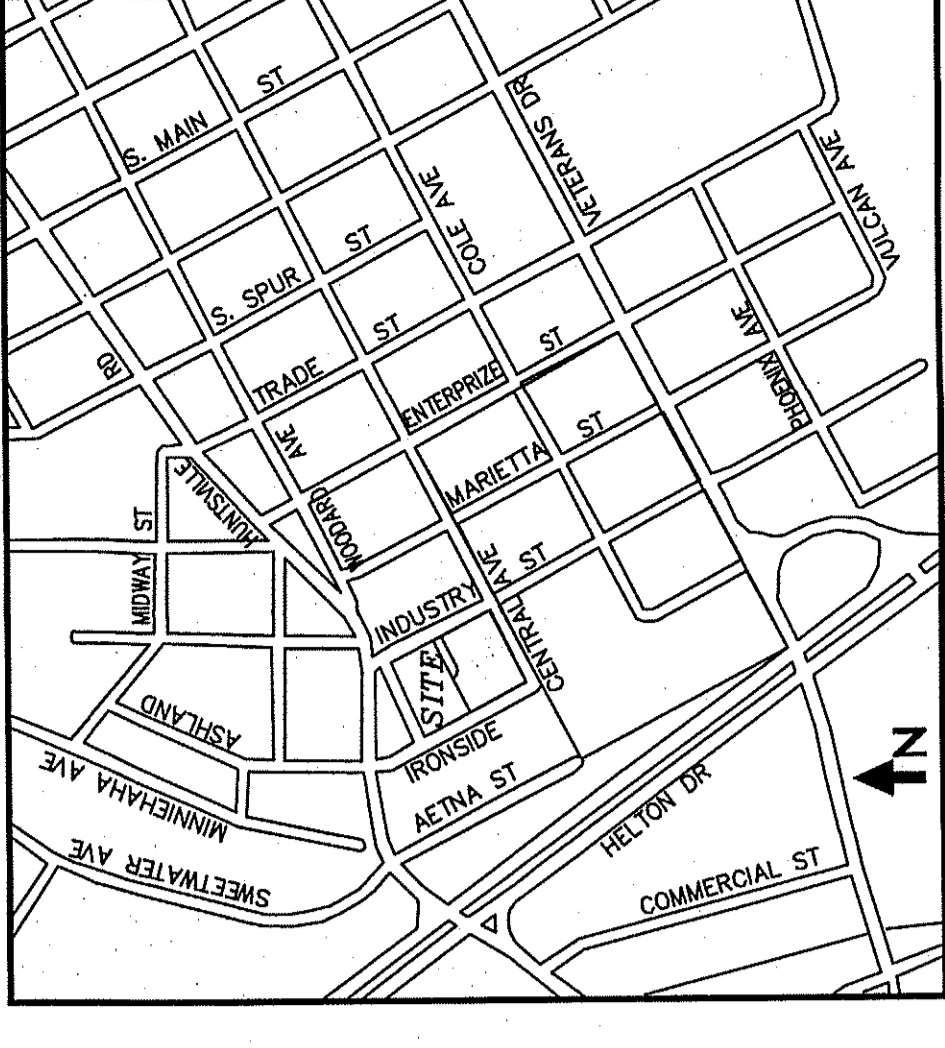 S. MAIN ST
VETERANS DR
VULCAN AVE
COLE AVE
S. SPUR ST
RD
TRADE ST
ENTERPRIZE ST
PHOENIX AVE
AVE
MARIETTA ST
HUNTSVILLE
WOODARD
MIDWAY ST
INDUSTRY ST
CENTRAL AVE
SITE
ASHLAND
IRONSIDE
AETNA ST
MINNIEHAHA AVE
HELTON DR
N
SWEETWATER AVE
COMMERCIAL ST